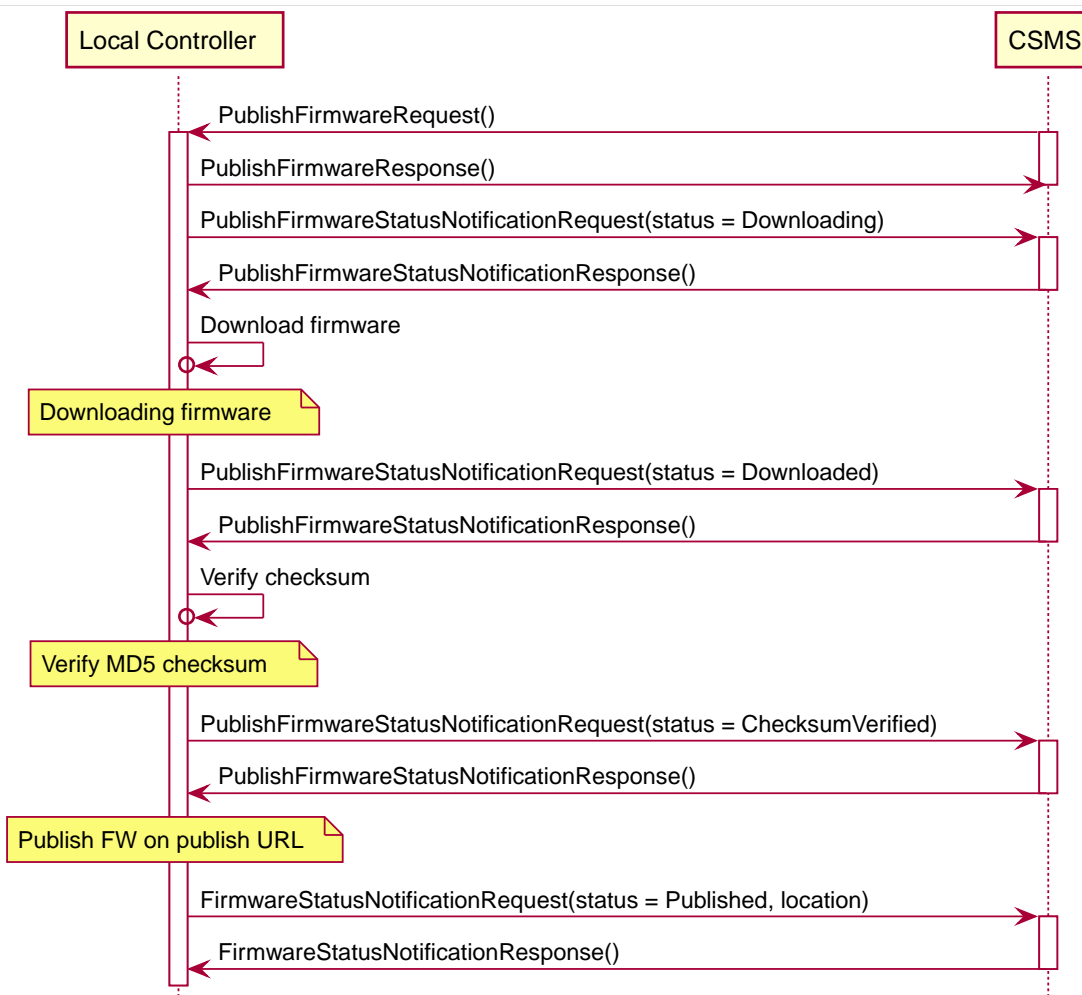 Local Controller
CSMS
PublishFirmwareRequest()
PublishFirmwareResponse()
PublishFirmwareStatusNotificationRequest(status = Downloading)
PublishFirmwareStatusNotificationResponse()
Download firmware
Downloading firmware
PublishFirmwareStatusNotificationRequest(status = Downloaded)
PublishFirmwareStatusNotificationResponse()
Verify checksum
Verify MD5 checksum
PublishFirmwareStatusNotificationRequest(status = ChecksumVerified)
PublishFirmwareStatusNotificationResponse()
Publish FW on publish URL
FirmwareStatusNotificationRequest(status = Published, location)
FirmwareStatusNotificationResponse()